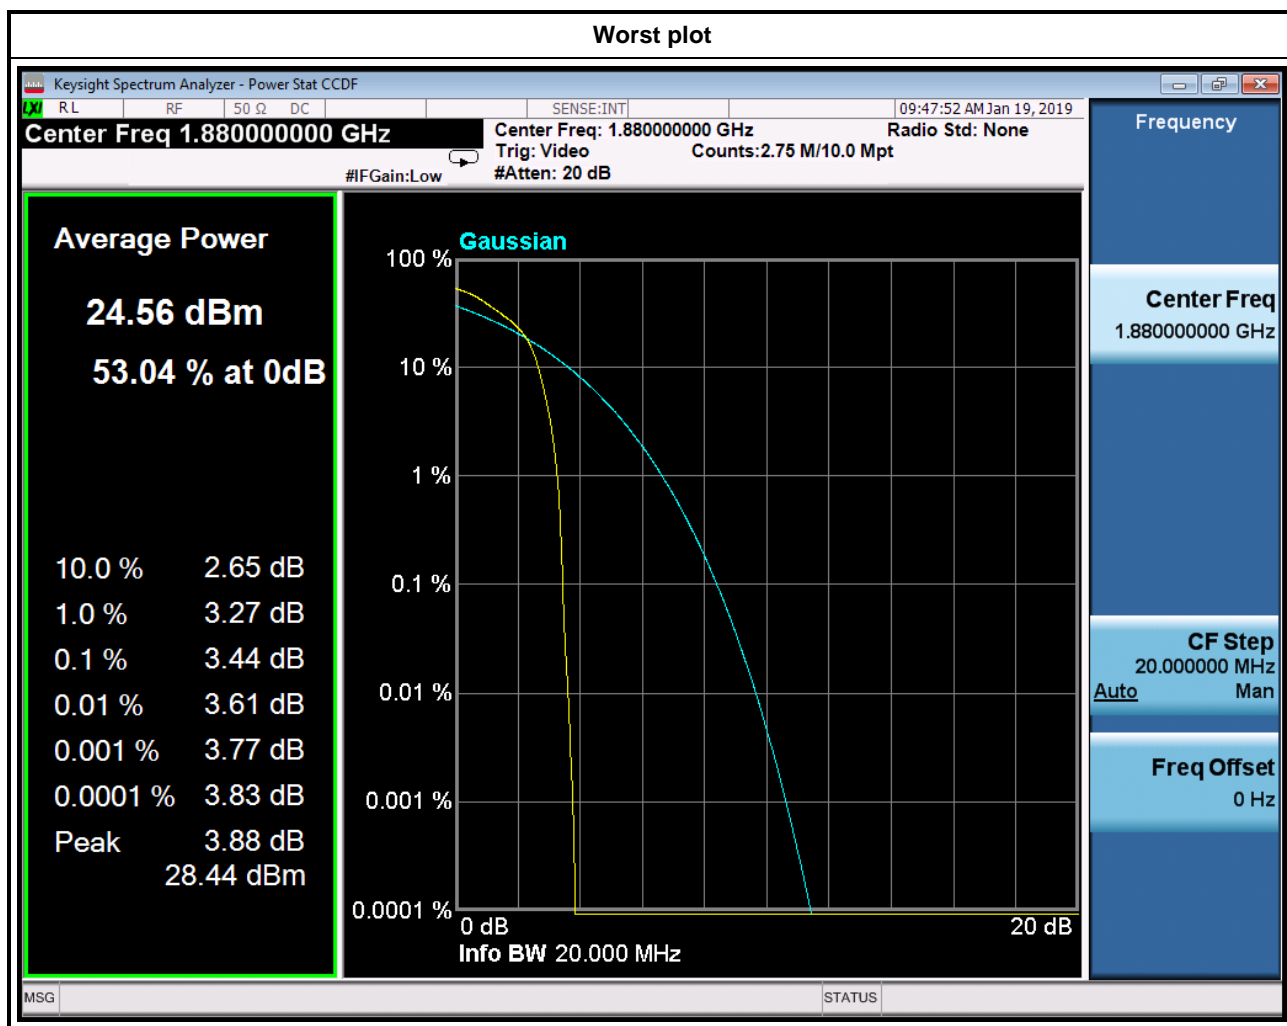 Worst plot
Keysight Spectrum Analyzer - Power Stat CCDF
LXI RL RF 50 Ω DC SENSE:INT 09:47:52 AM Jan 19, 2019
Center Freq 1.880000000 GHz
Center Freq: 1.880000000 GHz Radio Std: None
Trig: Video Counts:2.75 M/10.0 Mpt
#IFGain:Low #Atten: 20 dB
Frequency
Average Power
24.56 dBm
53.04 % at 0dB
10.0 % 2.65 dB
1.0 % 3.27 dB
0.1 % 3.44 dB
0.01 % 3.61 dB
0.001 % 3.77 dB
0.0001 % 3.83 dB
Peak 3.88 dB
28.44 dBm
Gaussian
100 %
10 %
1 %
0.1 %
0.01 %
0.001 %
0.0001 %
0 dB 20 dB
Info BW 20.000 MHz
Center Freq
1.880000000 GHz
CF Step
20.000000 MHz
Auto Man
Freq Offset
0 Hz
MSG STATUS